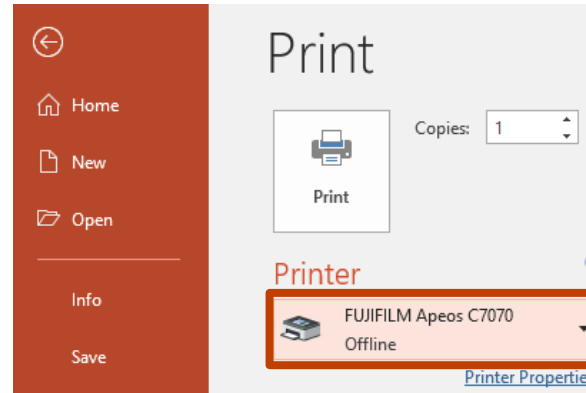 Print
Home
New
Open
Info
Save
Copies: 1
Print
Printer
FUJIFILM Apeos C7070
Offline
Printer Propertie